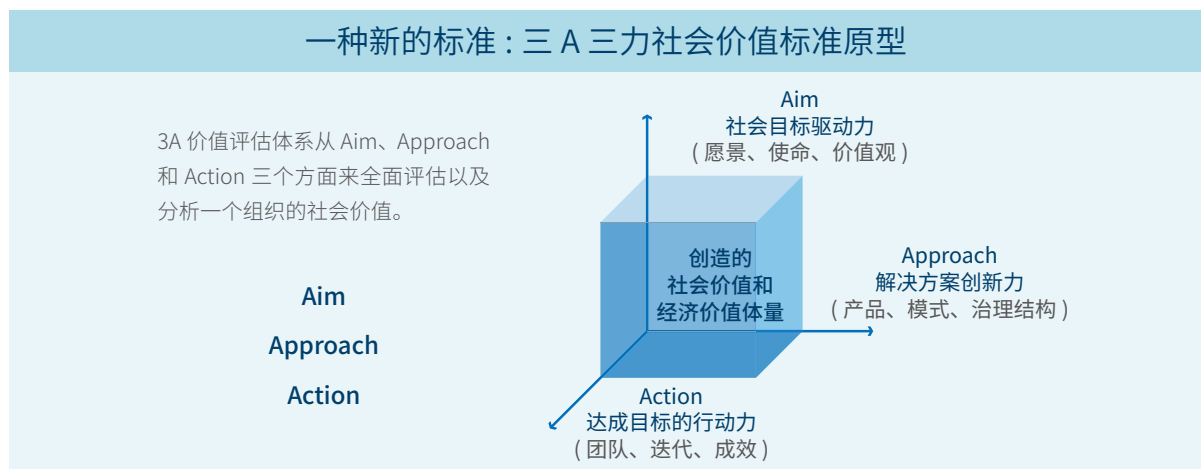 一种新的标准 : 三 A 三力社会价值标准原型
3A 价值评估体系从 Aim、Approach
和 Action 三个方面来全面评估以及
分析一个组织的社会价值。
Aim
Approach
Action
Aim
社会目标驱动力
( 愿景、使命、价值观 )
创造的
社会价值和
经济价值体量
Approach
解决方案创新力
( 产品、模式、治理结构 )
Action
达成目标的行动力
( 团队、迭代、成效 )